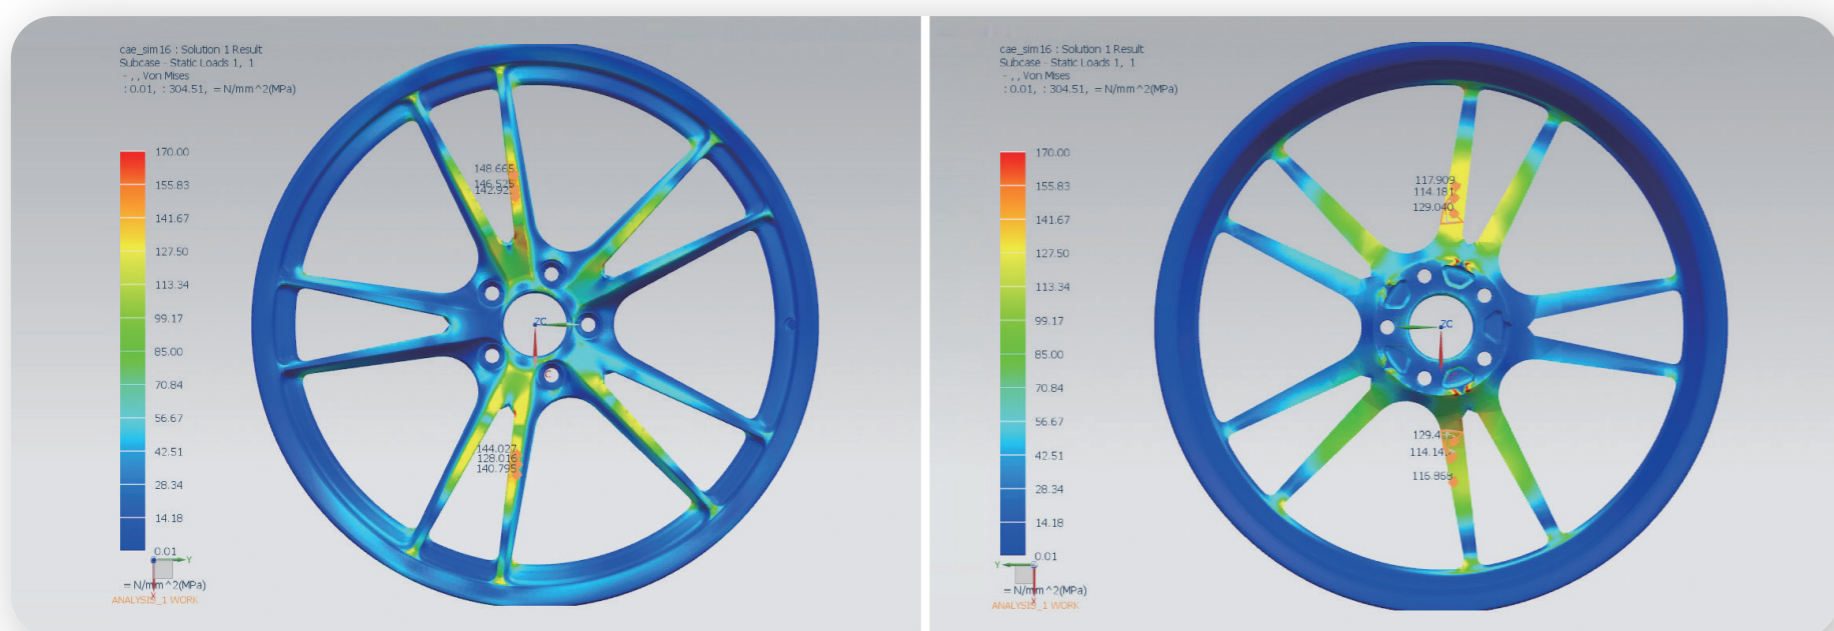 cae_sim16 : Solution 1 Result
Subcase - Static Loads 1, 1
- , , Von Mises
: 0.01, : 304.51, = N/mm^2(MPa)
170.00
155.83
141.67
127.50
113.34
99.17
85.00
70.84
56.67
42.51
28.34
14.18
0.01
= N/mm^2(MPa)
ANALYSIS_1 WORK
Y
X
148.665
146.525
ZC
144.027
128.016
140.795
cae_sim16 : Solution 1 Result
Subcase - Static Loads 1, 1
- , , Von Mises
: 0.01, : 304.51, = N/mm^2(MPa)
170.00
155.83
141.67
127.50
113.34
99.17
85.00
70.84
56.67
42.51
28.34
14.18
0.01
= N/mm^2(MPa)
ANALYSIS_1 WORK
Y
X
117.909
114.181
129.040
ZC